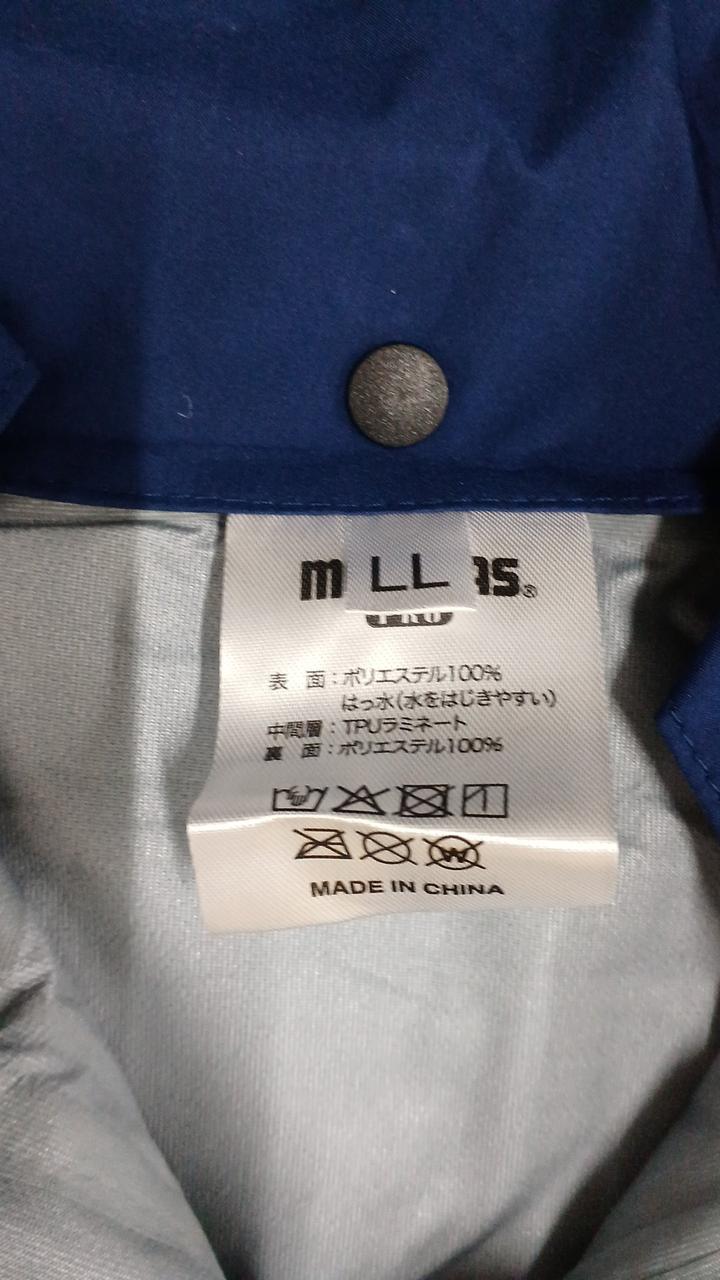 LL
表 面：ポリエステル100%
はっ水(水をはじきやすい)
中間層：TPUラミネート
裏 面：ポリエステル100%
MADE IN CHINA